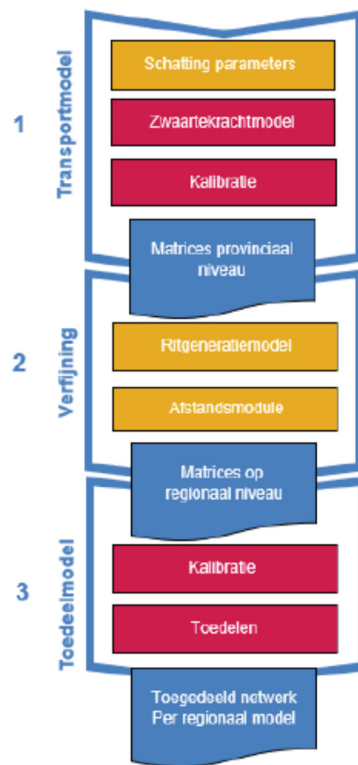 1
Transportmodel
Schatting parameters
Zwaartekrachtmodel
Kalibratie
Matrices provinciaal
niveau
2
Verfijning
Ritgeneratiemodel
Afstandsmodule
Matrices op
regionaal niveau
3
Toedeelmodel
Kalibratie
Toedelen
Toegedeeld netwerk
Per regionaal model